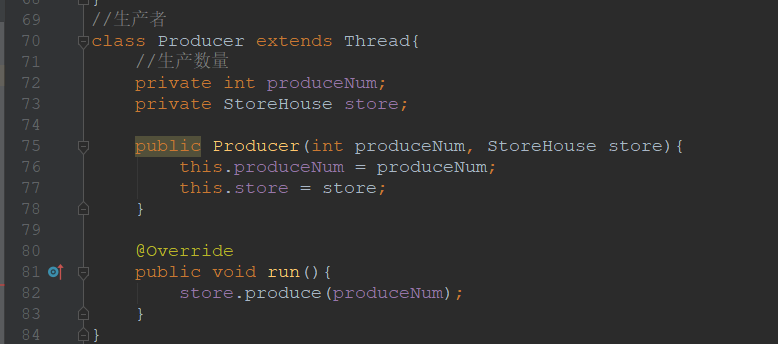 69 //生产者
70 class Producer extends Thread{
71 //生产数量
72 private int produceNum;
73 private StoreHouse store;
74
75 public Producer(int produceNum, StoreHouse store){
76 this.produceNum = produceNum;
77 this.store = store;
78 }
79
80 @Override
81 public void run(){
82 store.produce(produceNum);
83 }
84 }